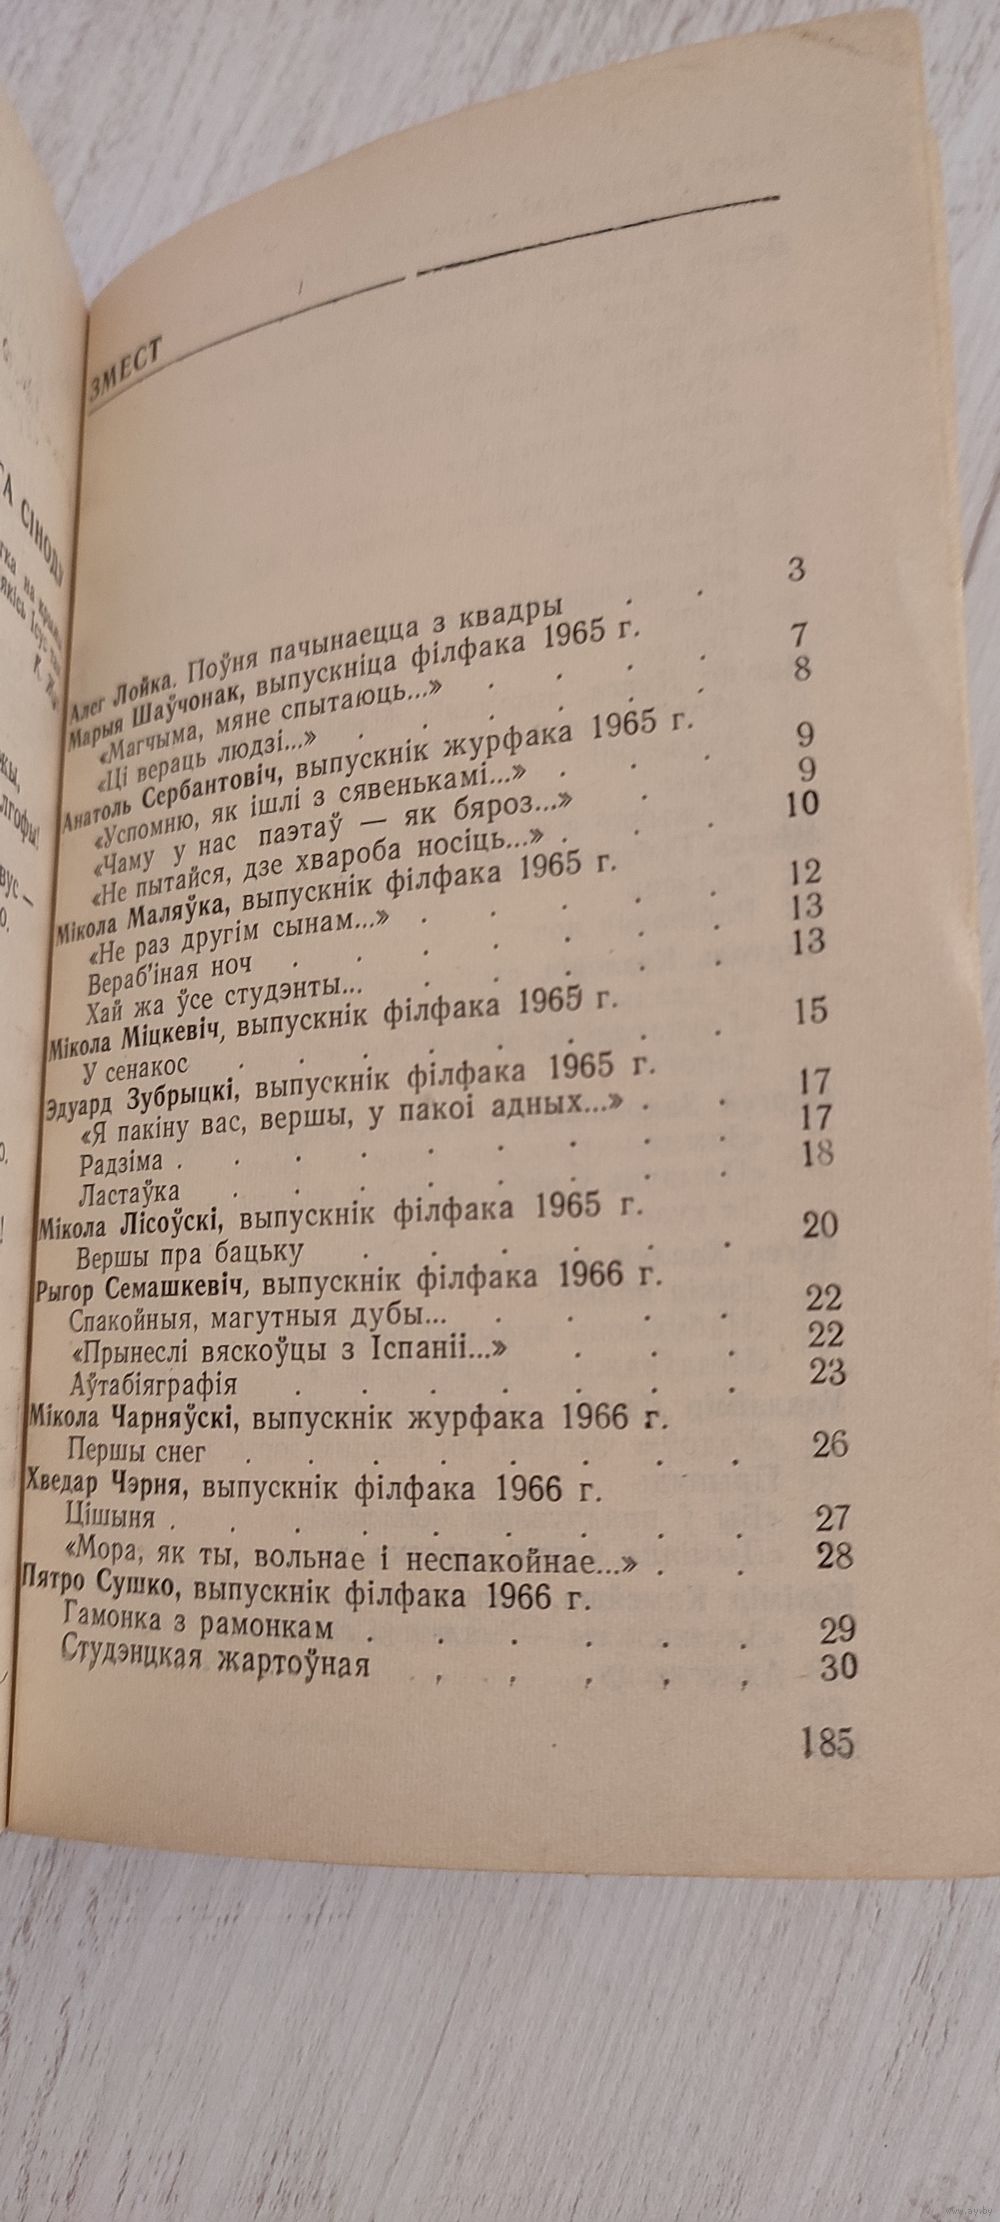 СІНОД
на
ЗМЕСТ
Алег Лойка. Поўня пачынаецца з квадры . . 3
Марыя Шаўчонак, выпускніца філфака 1965 г.
«Магчыма, мяне спытаюць...» . . . . 7
«Ці вераць людзі...» . . . . . . 8
Анатоль Сербантовіч, выпускнік журфака 1965 г.
«Успомню, як ішлі з сявенькамі...» . . . 9
«Чаму у нас паэтаў — як бяроз...» . 9
«Не пытайся, дзе хвароба носіць...» . . . 10
Мікола Маляўка, выпускнік філфака 1965 г.
«Не раз другім сынам...» . . . . . 12
Вераб’іная ноч . . . . . . . 13
Хай жа ўсе студэнты... . . . . . . 13
Мікола Міцкевіч, выпускнік філфака 1965 г.
У сенакос . . . . . . . . 15
Эдуард Зубрыцкі, выпускнік філфака 1965 г.
«Я пакіну вас, вершы, у пакоі адных...» . . 17
Радзіма . . . . . . . . . 17
Ластаўка . . . . . . . . 18
Мікола Лісоўскі, выпускнік філфака 1965 г.
Вершы пра бацьку . . . . . . 20
Рыгор Семашкевіч, выпускнік філфака 1966 г.
Спакойныя, магутныя дубы... . . . . 22
«Прынеслі вяскоўцы з Іспаніі...» . . . 22
Аўтабіяграфія . . . . . . . 23
Мікола Чарняўскі, выпускнік журфака 1966 г.
Першы снег . . . . . . . . 26
Хведар Чэрня, выпускнік філфака 1966 г.
Цішыня . . . . . . . . . 27
«Мора, як ты, вольнае і неспакойнае...» . . 28
Пятро Сушко, выпускнік філфака 1966 г.
Гамонка з рамонкам . . . . . . 29
Студэнцкая жартоўная , , , , , 30
185
www.ay.by